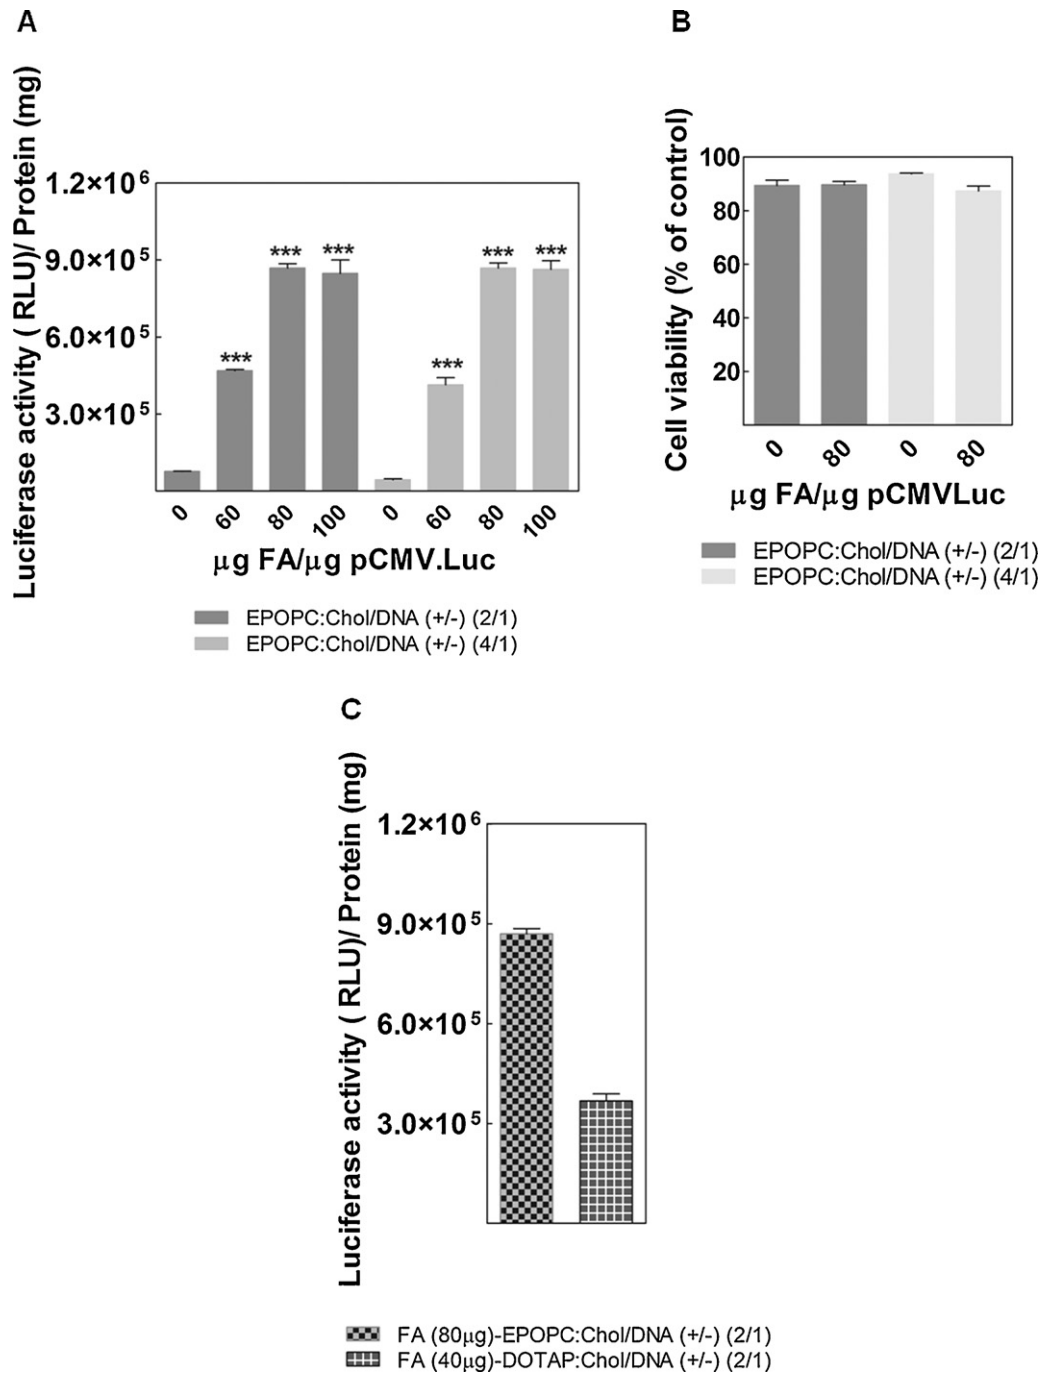 A
Luciferase activity ( RLU)/ Protein (mg)
1.2×10⁶
9.0×10⁵
6.0×10⁵
3.0×10⁵
*** *** *** *** *** ***
0 60 80 100 0 60 80 100
μg FA/μg pCMV.Luc
EPOPC:Chol/DNA (+/-) (2/1)
EPOPC:Chol/DNA (+/-) (4/1)
B
Cell viability (% of control)
100
80
60
40
20
0 80 0 80
μg FA/μg pCMVLuc
EPOPC:Chol/DNA (+/-) (2/1)
EPOPC:Chol/DNA (+/-) (4/1)
C
Luciferase activity ( RLU)/ Protein (mg)
1.2×10⁶
9.0×10⁵
6.0×10⁵
3.0×10⁵
FA (80μg)-EPOPC:Chol/DNA (+/-) (2/1)
FA (40μg)-DOTAP:Chol/DNA (+/-) (2/1)